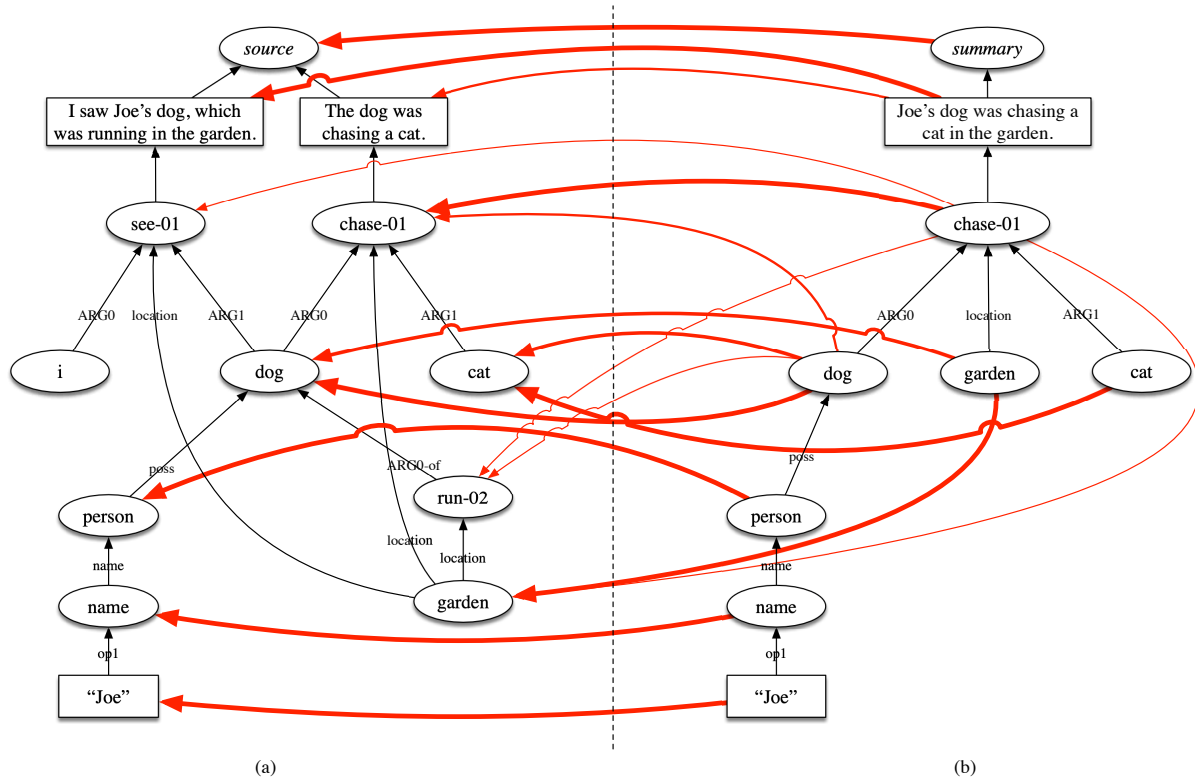 source
summary
I saw Joe's dog, which
was running in the garden.
The dog was
chasing a cat.
Joe's dog was chasing a
cat in the garden.
see-01
chase-01
chase-01
ARG0
location
ARG1
ARG0
ARG1
ARG0
location
ARG1
i
dog
cat
dog
garden
cat
poss
ARG0-of
poss
run-02
person
person
location
location
name
name
garden
name
name
op1
op1
“Joe”
“Joe”
(a)
(b)